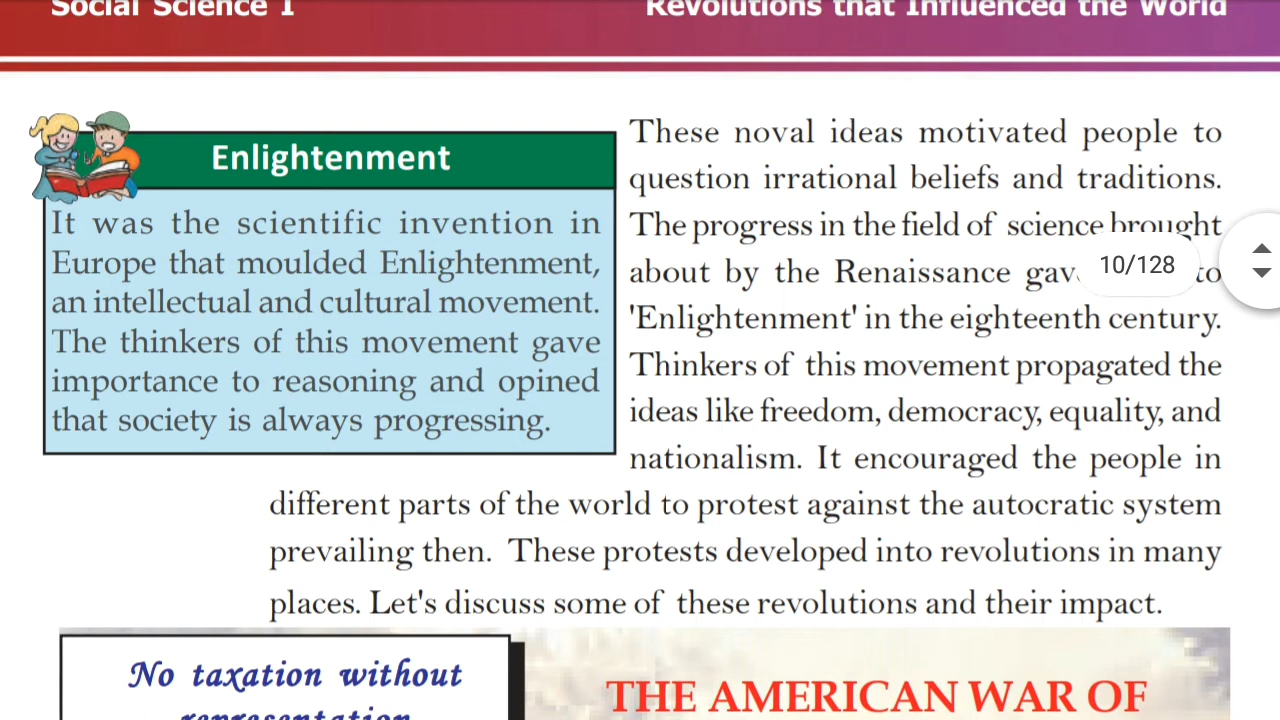 Social Science I
Revolutions that Influenced the World
Enlightenment
It was the scientific invention in
Europe that moulded Enlightenment,
an intellectual and cultural movement.
The thinkers of this movement gave
importance to reasoning and opined
that society is always progressing.
These noval ideas motivated people to
question irrational beliefs and traditions.
The progress in the field of science brought
about by the Renaissance gav to
'Enlightenment' in the eighteenth century.
Thinkers of this movement propagated the
ideas like freedom, democracy, equality, and
nationalism. It encouraged the people in
different parts of the world to protest against the autocratic system
prevailing then. These protests developed into revolutions in many
places. Let's discuss some of these revolutions and their impact.
10/128
No taxation without
representation
THE AMERICAN WAR OF